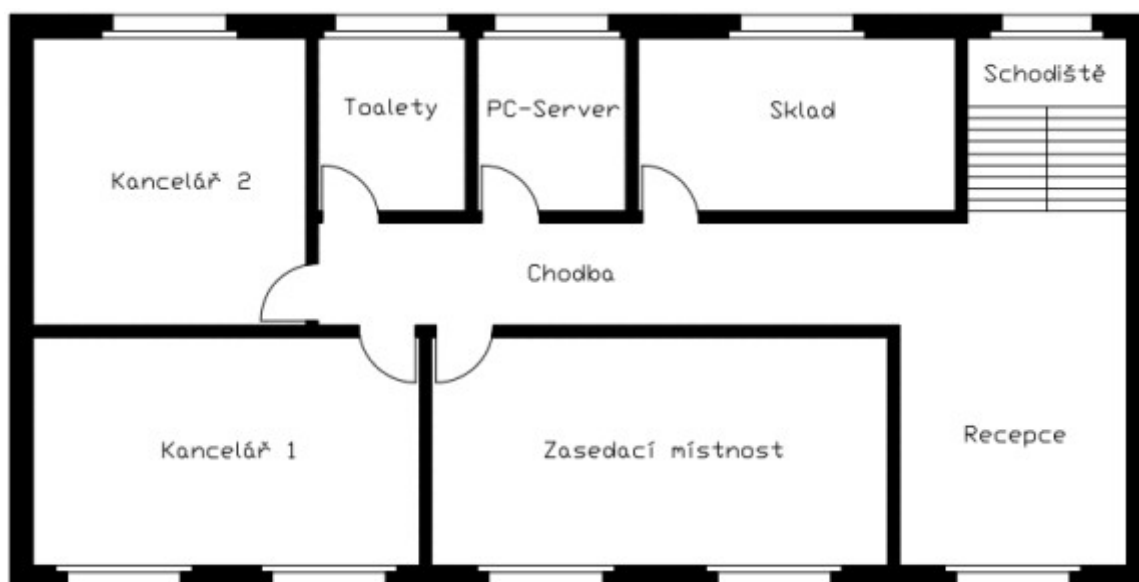 Schodiště
Toalety
PC-Server
Sklad
Kancelář 2
Chodba
Kancelář 1
Zasedací místnost
Recepce